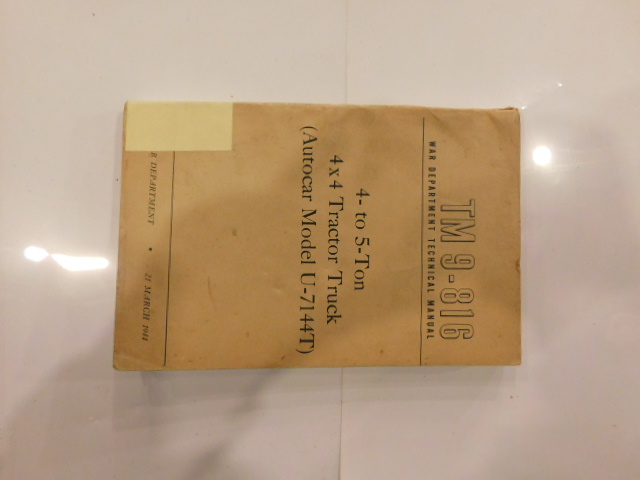 TM 9-816
WAR DEPARTMENT TECHNICAL MANUAL
4- to 5-Ton
4x4 Tractor Truck
(Autocar Model U-7144T)
R DEPARTMENT • 21 MARCH 1944